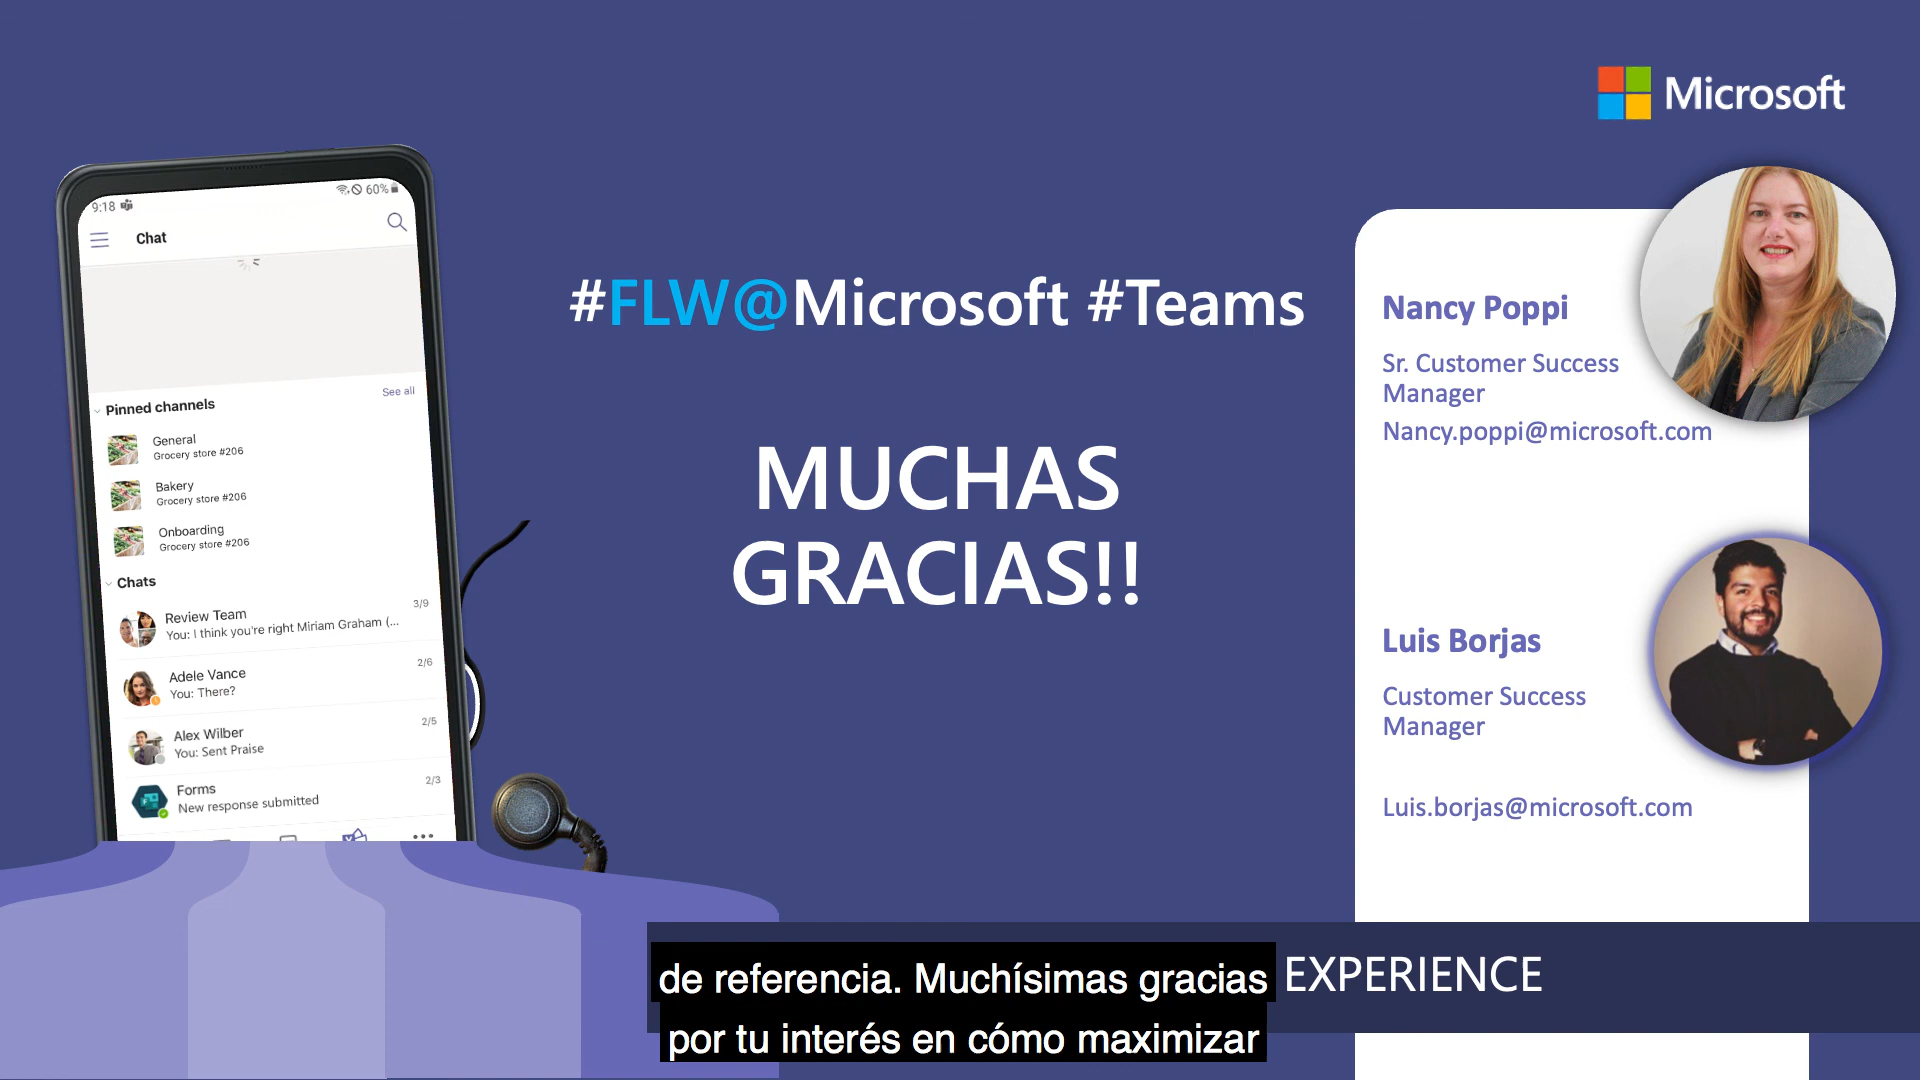 Microsoft
9:18
60%
Chat
Pinned channels
See all
General
Grocery store #206
Bakery
Grocery store #206
Onboarding
Grocery store #206
Chats
Review Team
3/9
You: I think you're right Miriam Graham (...
Adele Vance
2/6
You: There?
Alex Wilber
2/5
You: Sent Praise
Forms
2/3
New response submitted
#FLW@Microsoft #Teams
MUCHAS
GRACIAS!!
Nancy Poppi
Sr. Customer Success
Manager
Nancy.poppi@microsoft.com
Luis Borjas
Customer Success
Manager
Luis.borjas@microsoft.com
EXPERIENCE
de referencia. Muchísimas gracias
por tu interés en cómo maximizar